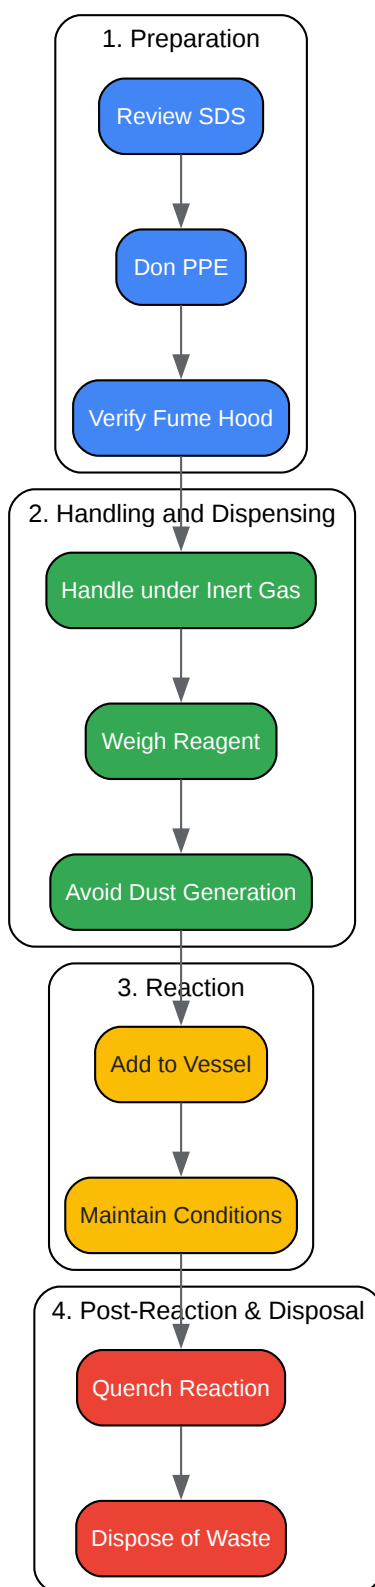 1. Preparation
Review SDS
Don PPE
Verify Fume Hood
2. Handling and Dispensing
Handle under Inert Gas
Weigh Reagent
Avoid Dust Generation
3. Reaction
Add to Vessel
Maintain Conditions
4. Post-Reaction & Disposal
Quench Reaction
Dispose of Waste